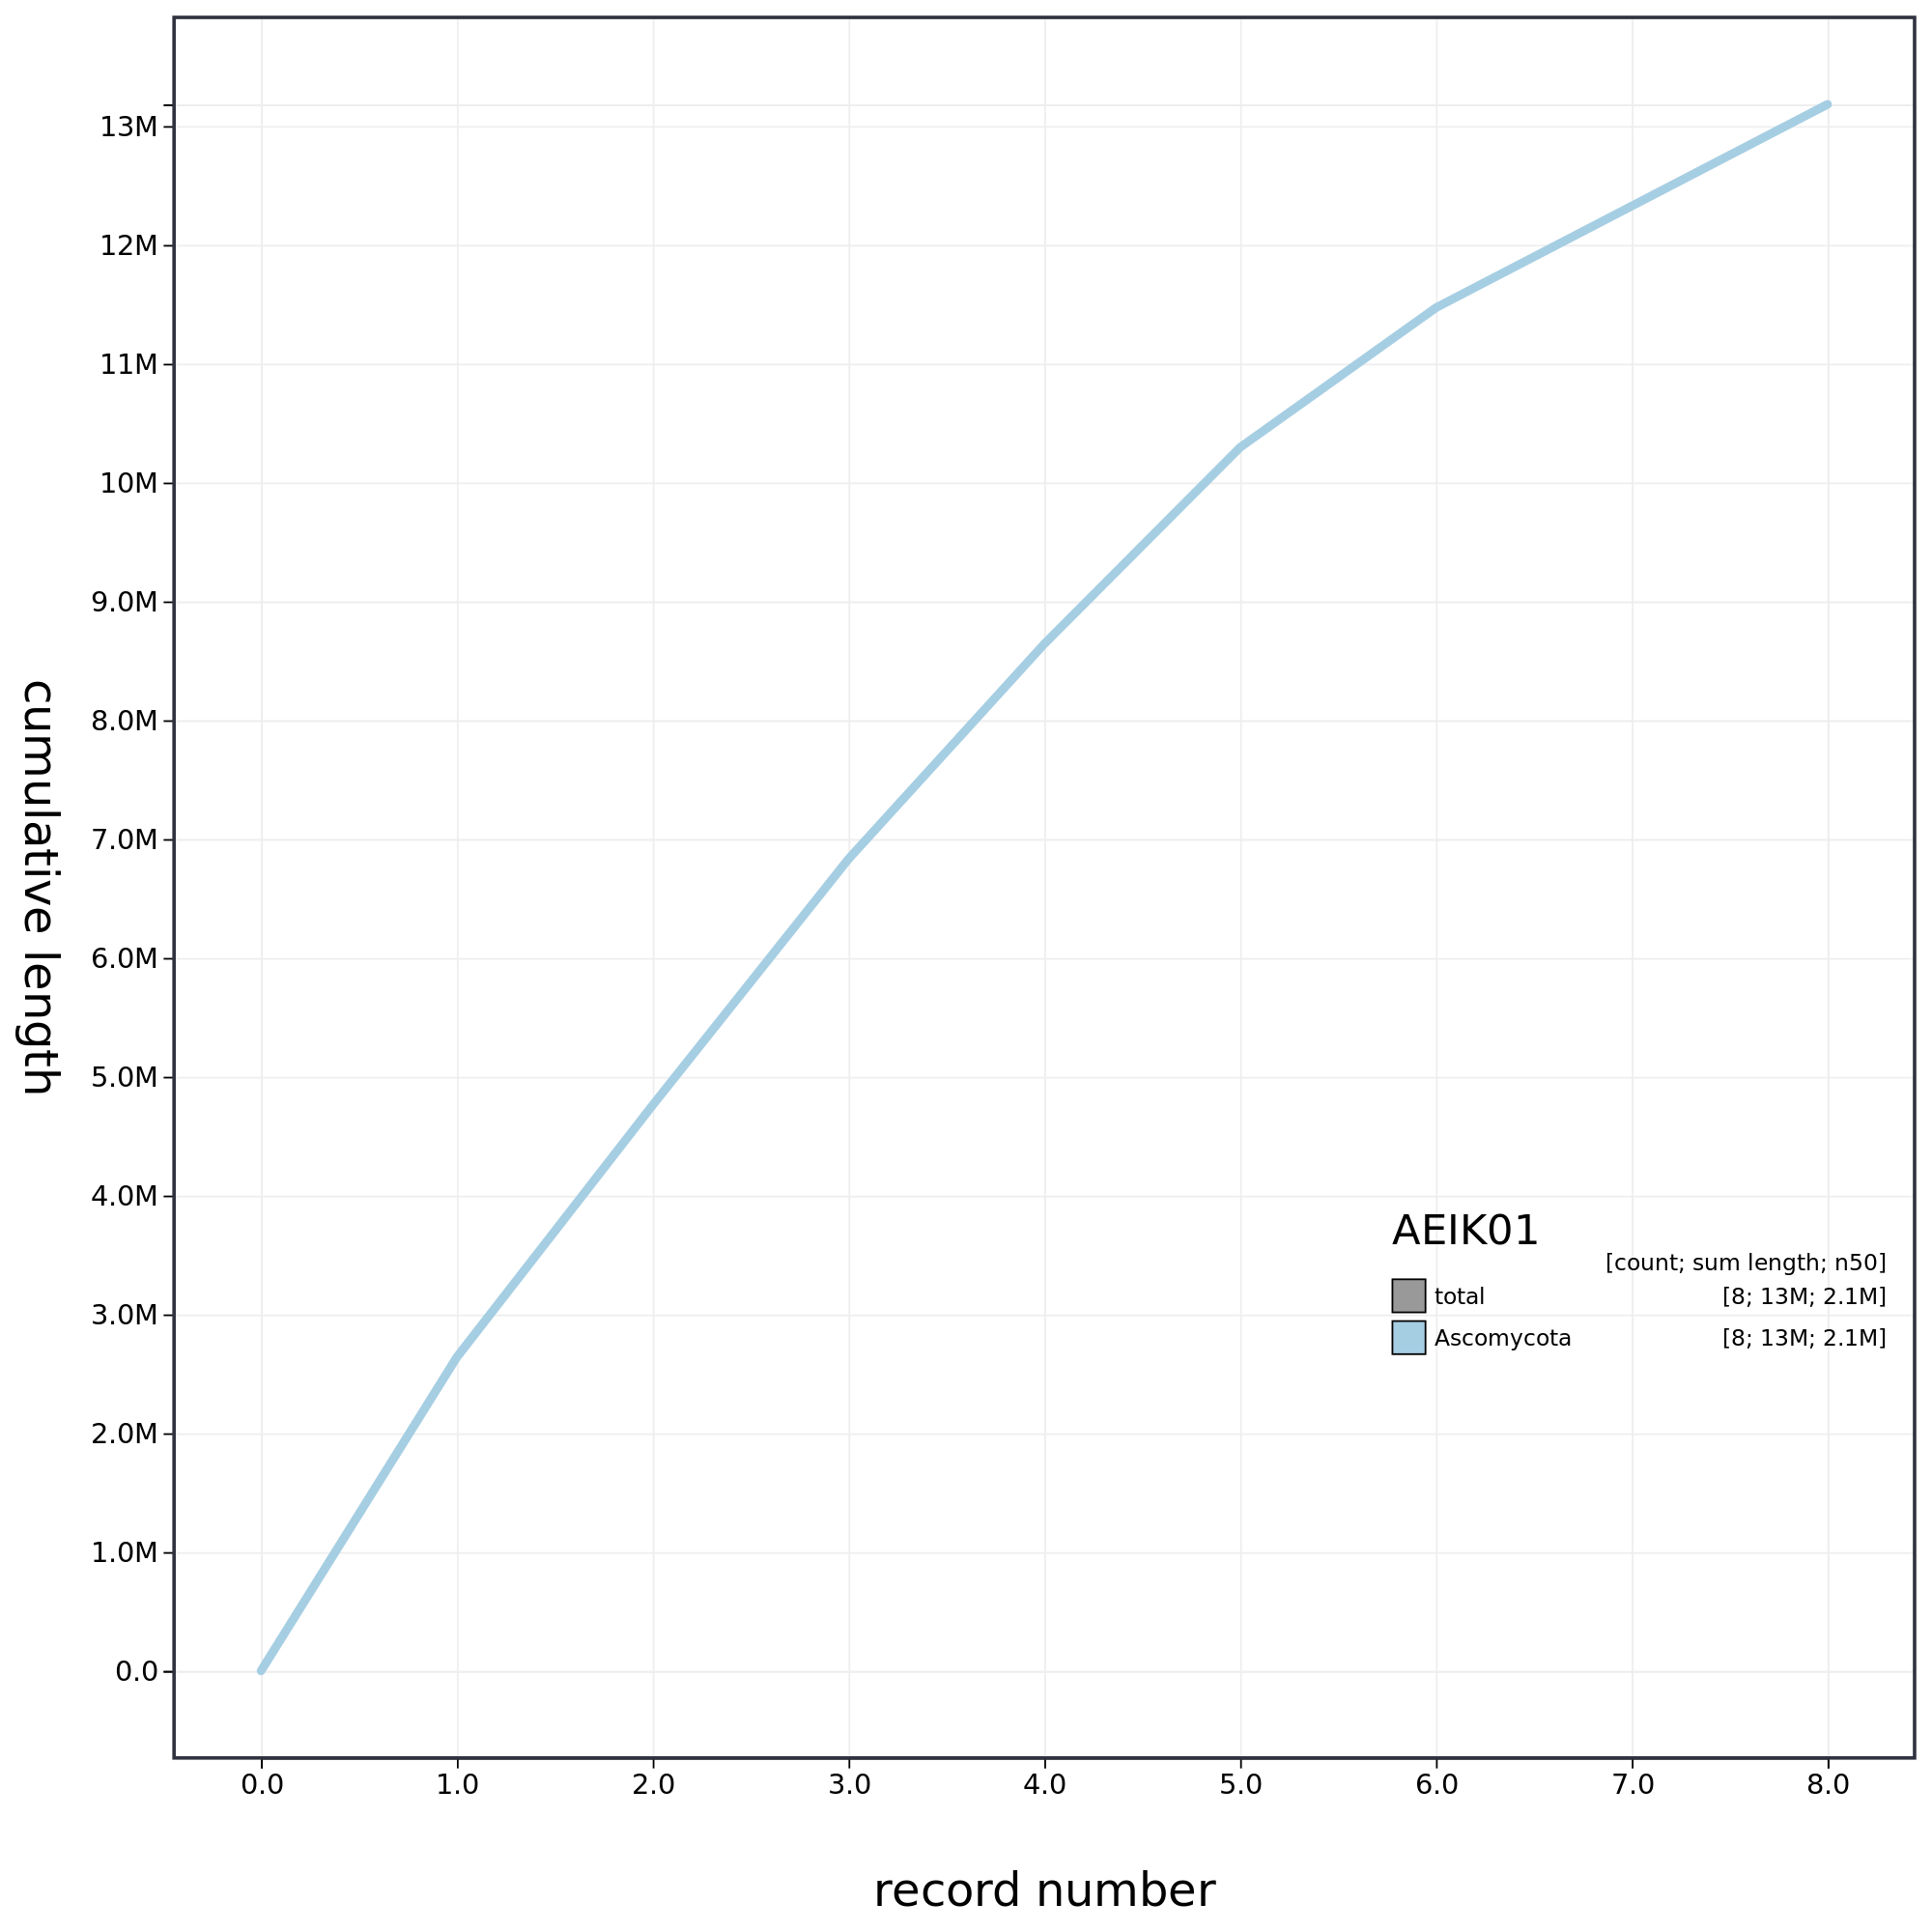 13M
12M
11M
10M
9.0M
8.0M
7.0M
6.0M
5.0M
4.0M
3.0M
2.0M
1.0M
0.0
cumulative length
AEIK01
[count; sum length; n50]
total [8; 13M; 2.1M]
Ascomycota [8; 13M; 2.1M]
0.0 1.0 2.0 3.0 4.0 5.0 6.0 7.0 8.0
record number